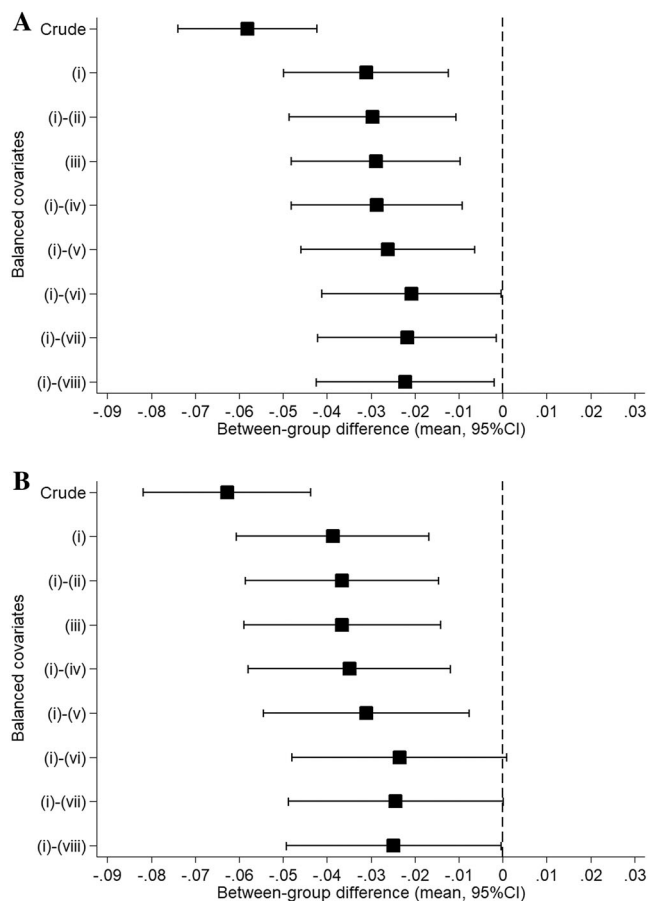 A
Balanced covariates
Crude
(i)
(i)-(ii)
(iii)
(i)-(iv)
(i)-(v)
(i)-(vi)
(i)-(vii)
(i)-(viii)
-.09 -.08 -.07 -.06 -.05 -.04 -.03 -.02 -.01 0 .01 .02 .03
Between-group difference (mean, 95%CI)
B
Balanced covariates
Crude
(i)
(i)-(ii)
(iii)
(i)-(iv)
(i)-(v)
(i)-(vi)
(i)-(vii)
(i)-(viii)
-.09 -.08 -.07 -.06 -.05 -.04 -.03 -.02 -.01 0 .01 .02 .03
Between-group difference (mean, 95%CI)